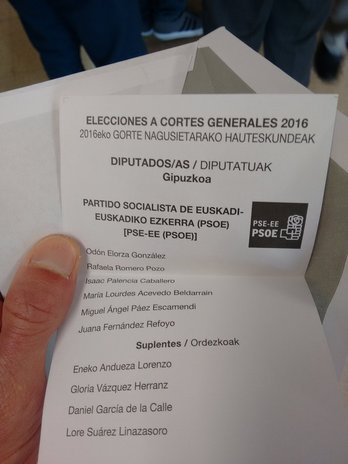 ELECCIONES A CORTES GENERALES 2016
2016eko GORTE NAGUSIETARAKO HAUTESKUNDEAK
DIPUTADOS/AS / DIPUTATUAK
Gipuzkoa
PARTIDO SOCIALISTA DE EUSKADI-
EUSKADIKO EZKERRA (PSOE)
[PSE-EE (PSOE)]
PSE-EE
PSOE
Odón Elorza González
Rafaela Romero Pozo
Isaac Palencia Caballero
María Lourdes Acevedo Beldarrain
Miguel Ángel Páez Escamendi
Juana Fernández Refoyo
Suplentes / Ordezkoak
Eneko Andueza Lorenzo
Gloria Vázquez Herranz
Daniel García de la Calle
Lore Suárez Linazasoro